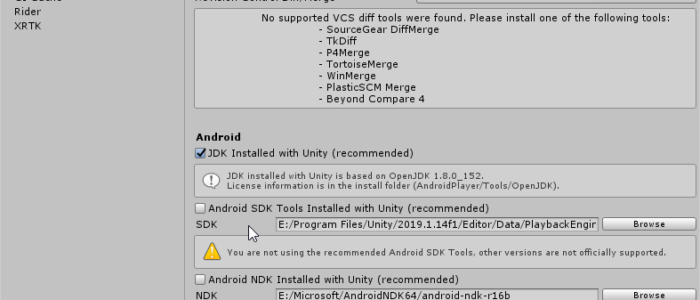 Rider
XRTK
No supported VCS diff tools were found. Please install one of the following tools:
- SourceGear DiffMerge
- TkDiff
- P4Merge
- TortoiseMerge
- WinMerge
- PlasticSCM Merge
- Beyond Compare 4
Android
JDK Installed with Unity (recommended)
JDK installed with Unity is based on OpenJDK 1.8.0_152.
License information is in the install folder (AndroidPlayer/Tools/OpenJDK).
Android SDK Tools Installed with Unity (recommended)
SDK E:/Program Files/Unity/2019.1.14f1/Editor/Data/PlaybackEngir Browse
You are not using the recommended Android SDK Tools, other versions are not officially supported.
Android NDK Installed with Unity (recommended)
NDK E:/Microsoft/AndroidNDK64/android-ndk-r16b Browse